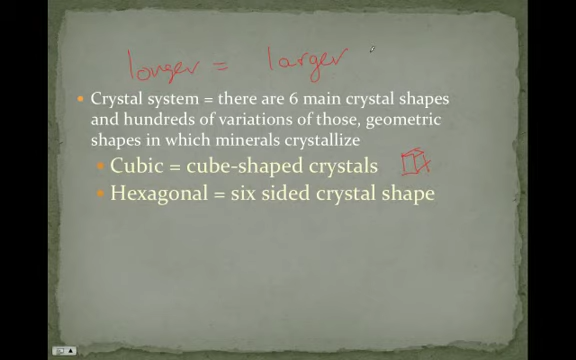 longer = larger
• Crystal system = there are 6 main crystal shapes
and hundreds of variations of those, geometric
shapes in which minerals crystallize
• Cubic = cube-shaped crystals
• Hexagonal = six sided crystal shape